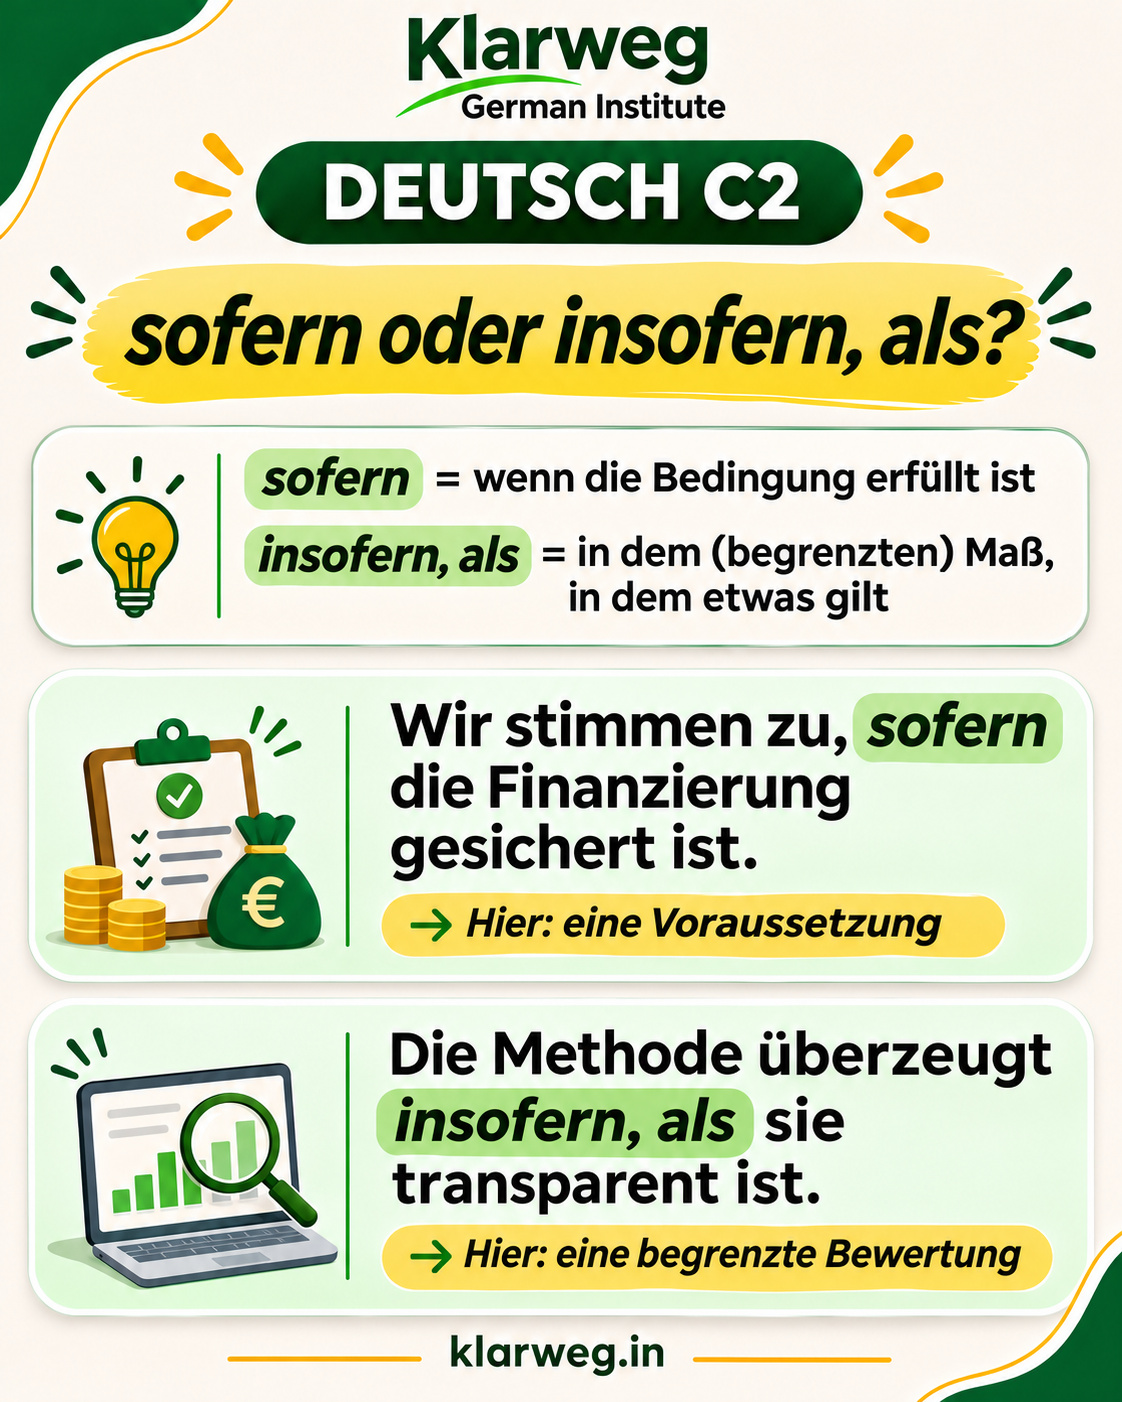 Klarweg
German Institute
DEUTSCH C2
sofern oder insofern, als?
sofern = wenn die Bedingung erfüllt ist
insofern, als = in dem (begrenzten) Maß,
in dem etwas gilt
Wir stimmen zu, sofern
die Finanzierung
gesichert ist.
€
→ Hier: eine Voraussetzung
Die Methode überzeugt
insofern, als sie
transparent ist.
→ Hier: eine begrenzte Bewertung
klarweg.in